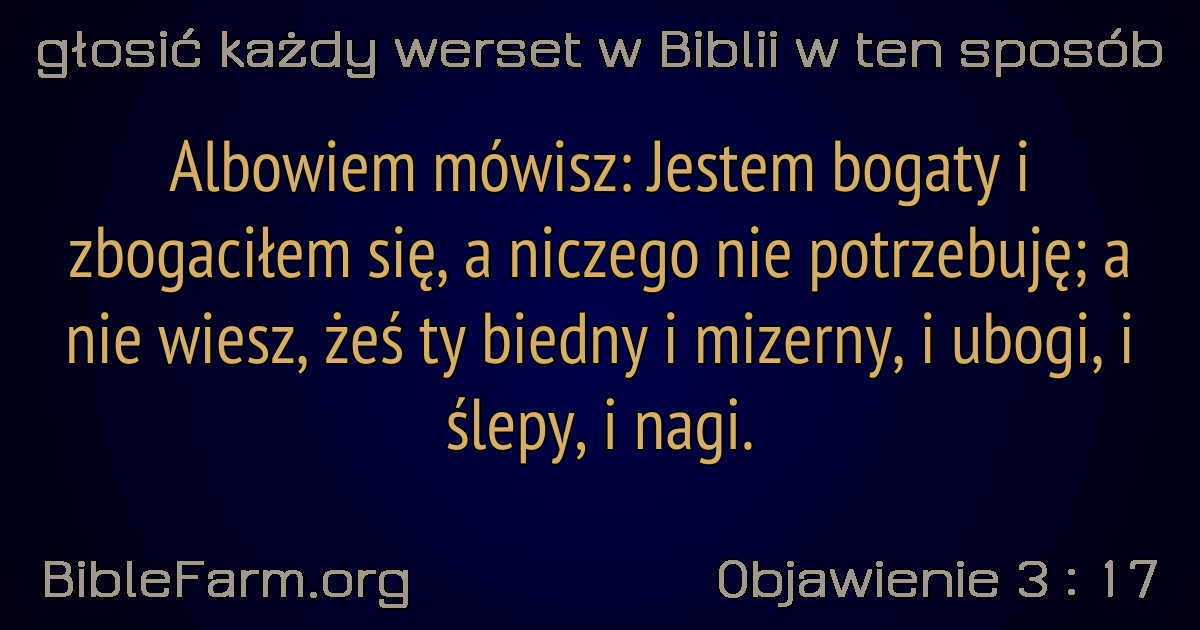 głosić każdy werset w Biblii w ten sposób
Albowiem mówisz: Jestem bogaty i
zbogaciłem się, a niczego nie potrzebuję; a
nie wiesz, żeś ty biedny i mizerny, i ubogi, i
ślepy, i nagi.
BibleFarm.org
Objawienie 3 : 17